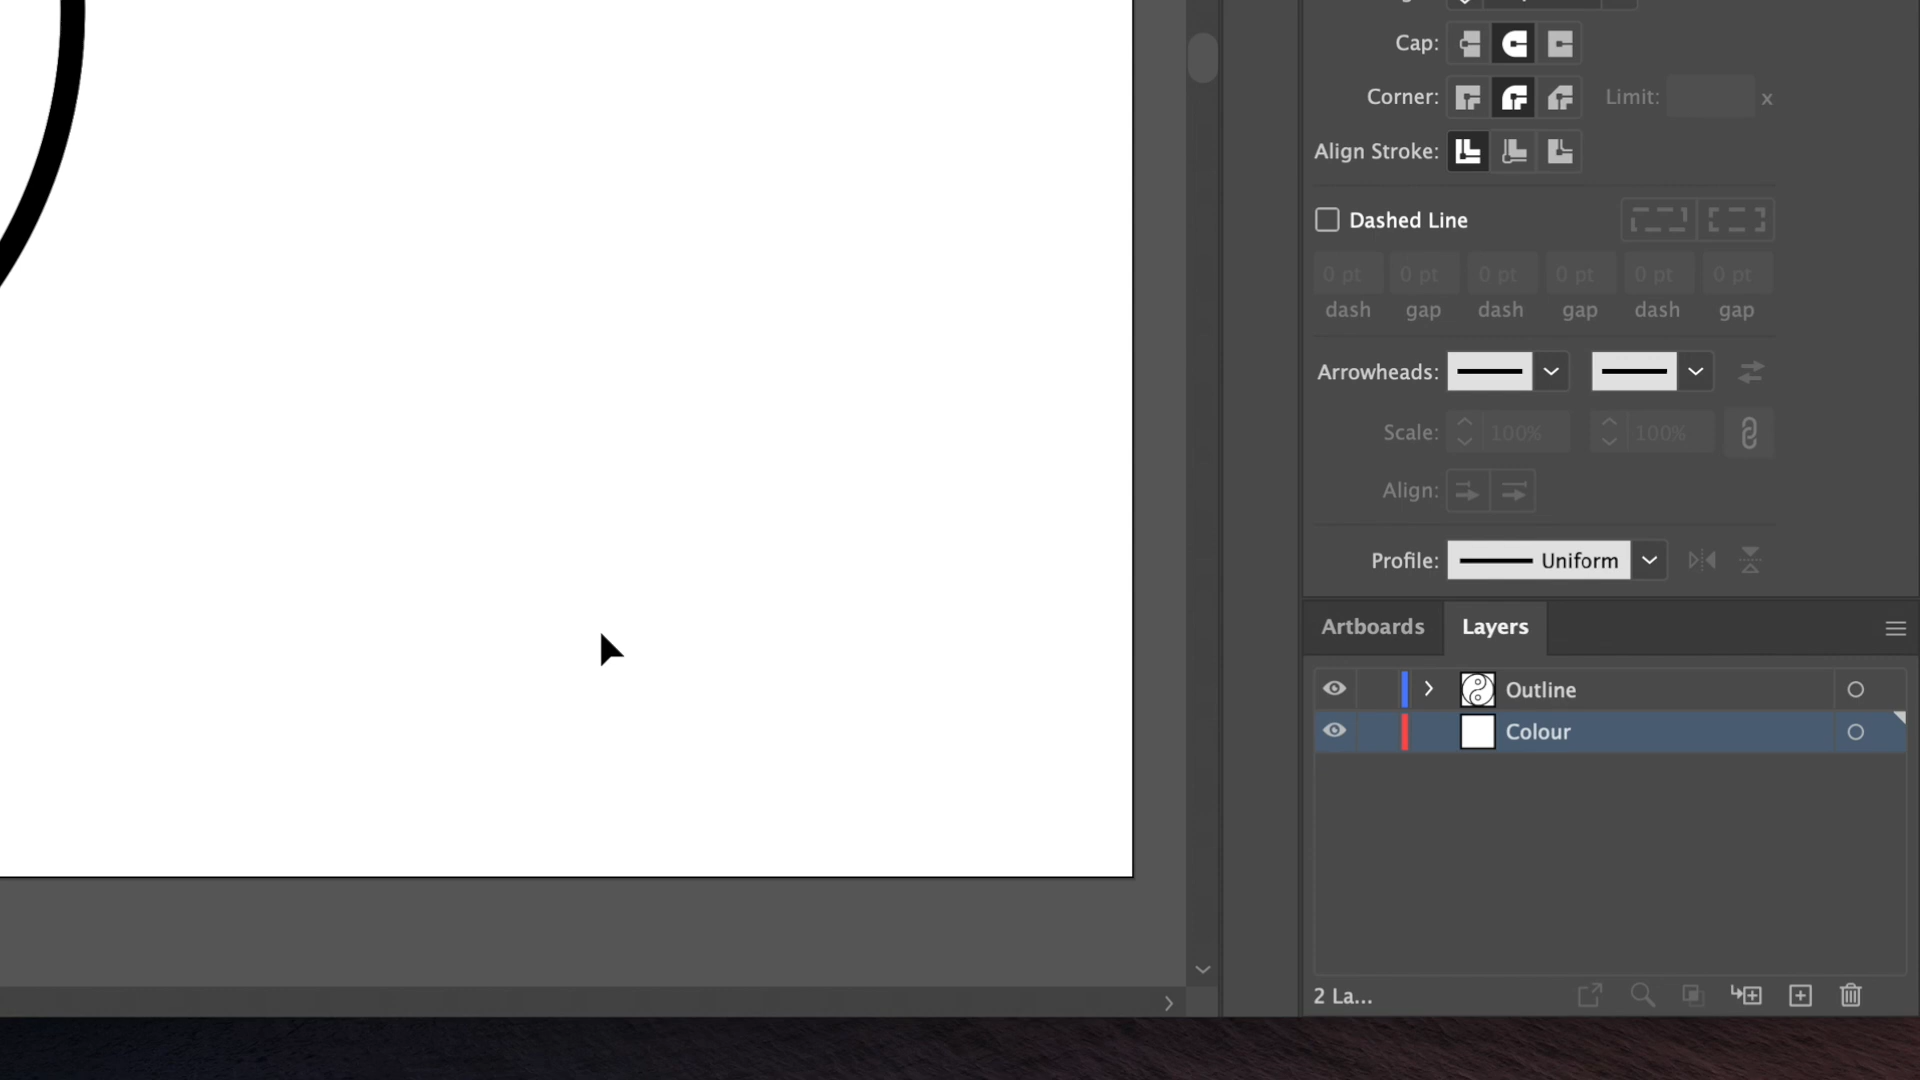 Cap:
Corner: Limit: x
Align Stroke:
Dashed Line
0 pt 0 pt 0 pt 0 pt 0 pt 0 pt
dash gap dash gap dash gap
Arrowheads:
Scale: 100% 100%
Align:
Profile: Uniform
Artboards Layers
Outline
Colour
2 La...